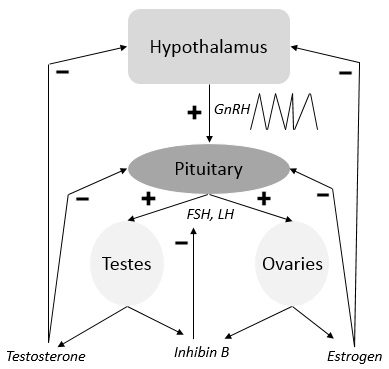 Hypothalamus
−
−
+
GnRH
Pituitary
−
+
+
−
FSH, LH
−
Testes
Ovaries
Testosterone
Inhibin B
Estrogen